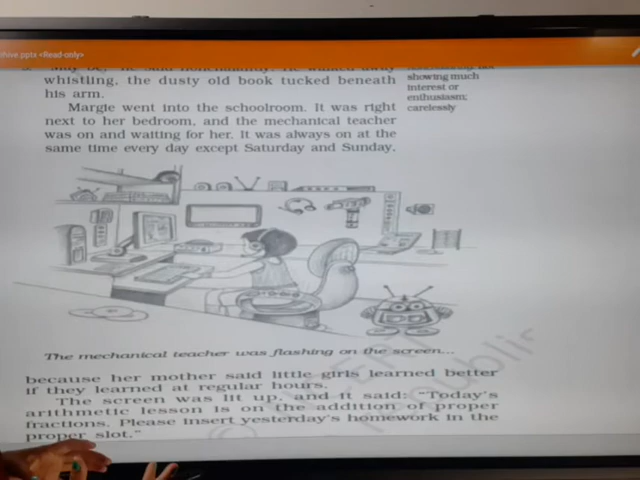 chive.pptx <Read-only>
whistling, the dusty old book tucked beneath
his arm.
showing much
interest or
enthusiasm;
carelessly
Margie went into the schoolroom. It was right
next to her bedroom, and the mechanical teacher
was on and waiting for her. It was always on at the
same time every day except Saturday and Sunday,
The mechanical teacher was flashing on the screen...
because her mother said little girls learned better
if they learned at regular hours.
The screen was lit up, and it said: “Today's
arithmetic lesson is on the addition of proper
fractions. Please insert yesterday's homework in the
proper slot.”